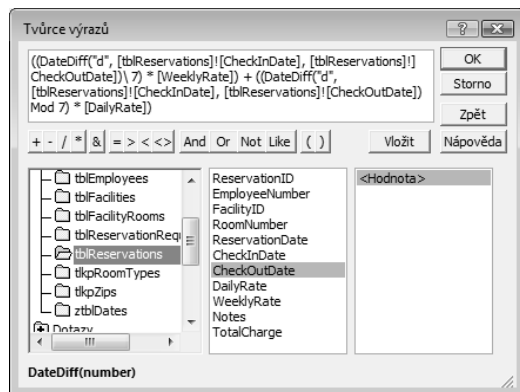 Tvůrce výrazů
((DateDiff("d", [tblReservations]![CheckInDate], [tblReservations]!]
CheckOutDate])\ 7) * [WeeklyRate]) + ((DateDiff("d",
[tblReservations]![CheckInDate], [tblReservations]![CheckOutDate])
Mod 7) * [DailyRate])
OK
Storno
Zpět
+ - / * & = > < <> And Or Not Like ( ) Vložit Nápověda
tblEmployees
tblFacilities
tblFacilityRooms
tblReservationRequ
tblReservations
tlkpRoomTypes
tlkpZips
ztblDates
Dotazy
ReservationID
EmployeeNumber
FacilityID
RoomNumber
ReservationDate
CheckInDate
CheckOutDate
DailyRate
WeeklyRate
Notes
TotalCharge
<Hodnota>
DateDiff(number)